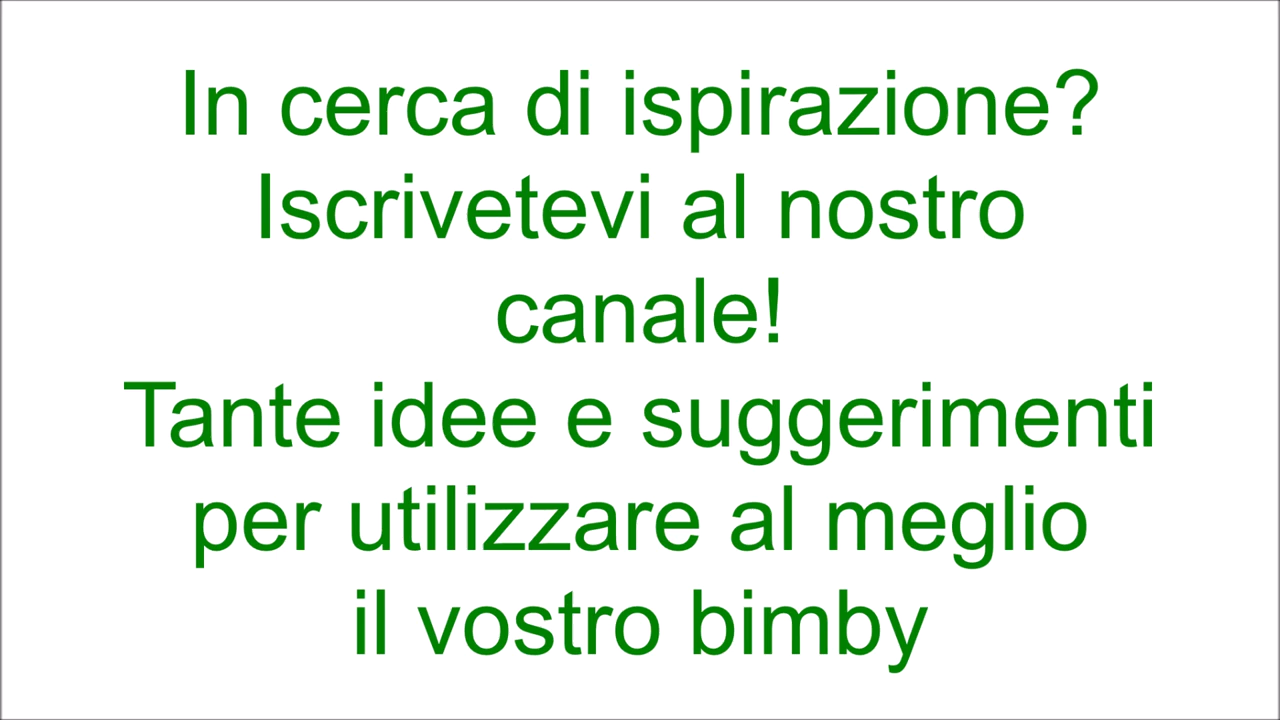 In cerca di ispirazione?
Iscrivetevi al nostro
canale!
Tante idee e suggerimenti
per utilizzare al meglio
il vostro bimby